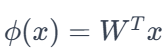 ϕ(x) = W^T x